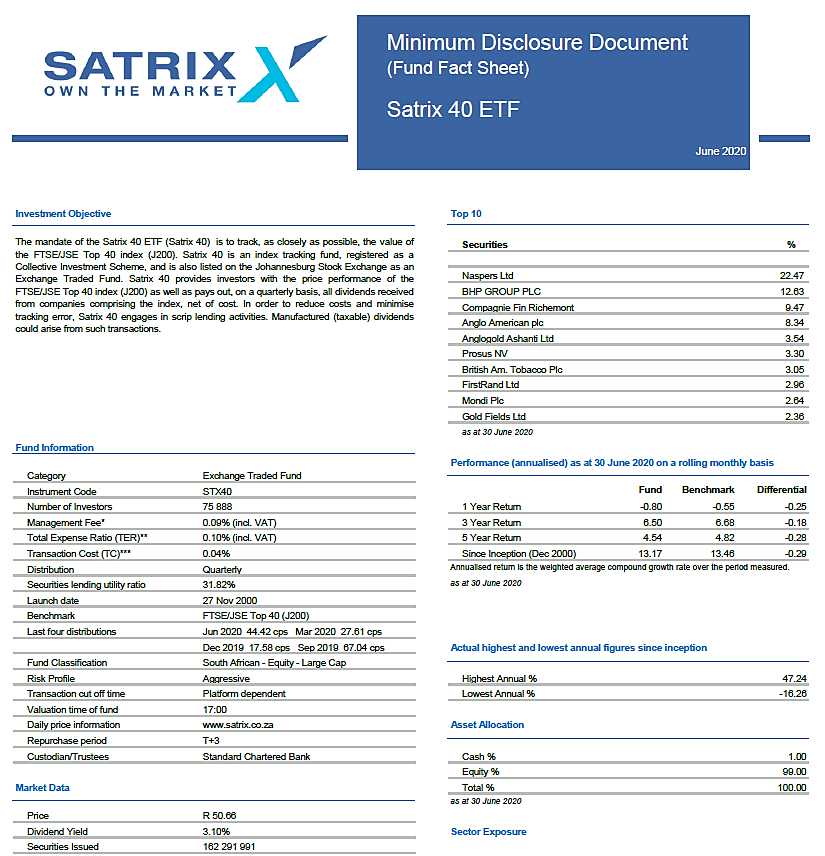 SATRIX
OWN THE MARKET
Minimum Disclosure Document
(Fund Fact Sheet)
Satrix 40 ETF
June 2020
Investment Objective
The mandate of the Satrix 40 ETF (Satrix 40) is to track, as closely as possible, the value of
the FTSE/JSE Top 40 index (J200). Satrix 40 is an index tracking fund, registered as a
Collective Investment Scheme, and is also listed on the Johannesburg Stock Exchange as an
Exchange Traded Fund. Satrix 40 provides investors with the price performance of the
FTSE/JSE Top 40 index (J200) as well as pays out, on a quarterly basis, all dividends received
from companies comprising the index, net of cost. In order to reduce costs and minimise
tracking error, Satrix 40 engages in scrip lending activities. Manufactured (taxable) dividends
could arise from such transactions.
Fund Information
Category Exchange Traded Fund
Instrument Code STX40
Number of Investors 75 888
Management Fee* 0.09% (incl. VAT)
Total Expense Ratio (TER)** 0.10% (incl. VAT)
Transaction Cost (TC)*** 0.04%
Distribution Quarterly
Securities lending utility ratio 31.82%
Launch date 27 Nov 2000
Benchmark FTSE/JSE Top 40 (J200)
Last four distributions Jun 2020 44.42 cps Mar 2020 27.61 cps
Dec 2019 17.58 cps Sep 2019 67.04 cps
Fund Classification South African - Equity - Large Cap
Risk Profile Aggressive
Transaction cut off time Platform dependent
Valuation time of fund 17:00
Daily price information www.satrix.co.za
Repurchase period T+3
Custodian/Trustees Standard Chartered Bank
Market Data
Price R 50.66
Dividend Yield 3.10%
Securities Issued 162 291 991
Top 10
Securities %
Naspers Ltd 22.47
BHP GROUP PLC 12.63
Compagnie Fin Richemont 9.47
Anglo American plc 8.34
Anglogold Ashanti Ltd 3.54
Prosus NV 3.30
British Am. Tobacco Plc 3.05
FirstRand Ltd 2.96
Mondi Plc 2.64
Gold Fields Ltd 2.36
as at 30 June 2020
Performance (annualised) as at 30 June 2020 on a rolling monthly basis
Fund Benchmark Differential
1 Year Return -0.80 -0.55 -0.25
3 Year Return 6.50 6.68 -0.18
5 Year Return 4.54 4.82 -0.28
Since Inception (Dec 2000) 13.17 13.46 -0.29
Annualised return is the weighted average compound growth rate over the period measured.
as at 30 June 2020
Actual highest and lowest annual figures since inception
Highest Annual % 47.24
Lowest Annual % -16.26
Asset Allocation
Cash % 1.00
Equity % 99.00
Total % 100.00
as at 30 June 2020
Sector Exposure